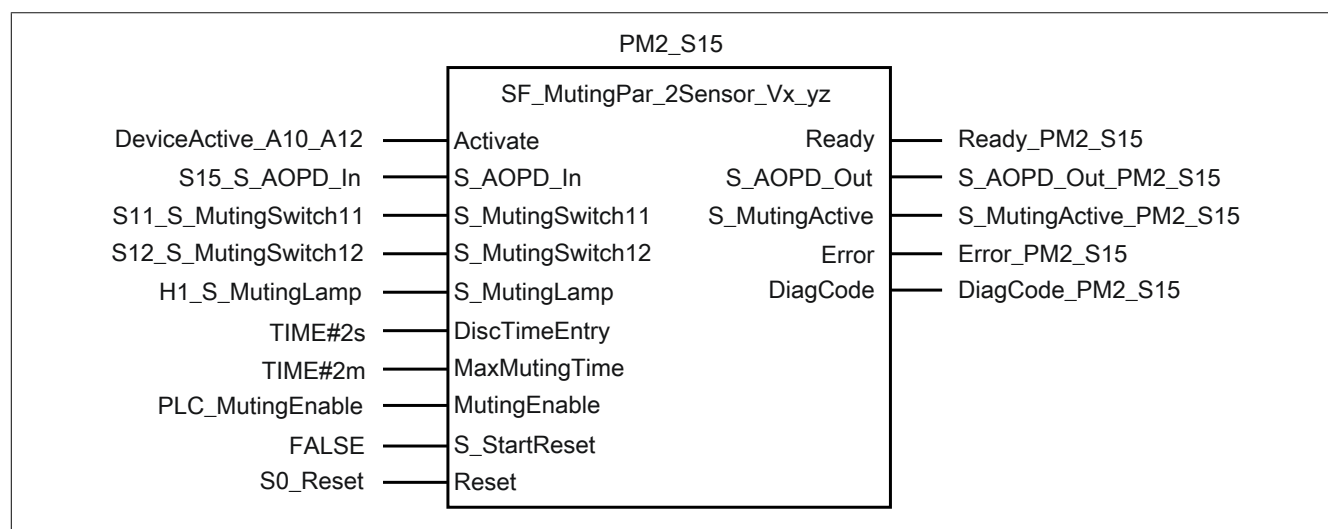 PM2_S15
SF_MutingPar_2Sensor_Vx_yz
DeviceActive_A10_A12 Activate Ready Ready_PM2_S15
S15_S_AOPD_In S_AOPD_In S_AOPD_Out S_AOPD_Out_PM2_S15
S11_S_MutingSwitch11 S_MutingSwitch11 S_MutingActive S_MutingActive_PM2_S15
S12_S_MutingSwitch12 S_MutingSwitch12 Error Error_PM2_S15
H1_S_MutingLamp S_MutingLamp DiagCode DiagCode_PM2_S15
TIME#2s DiscTimeEntry
TIME#2m MaxMutingTime
PLC_MutingEnable MutingEnable
FALSE S_StartReset
S0_Reset Reset